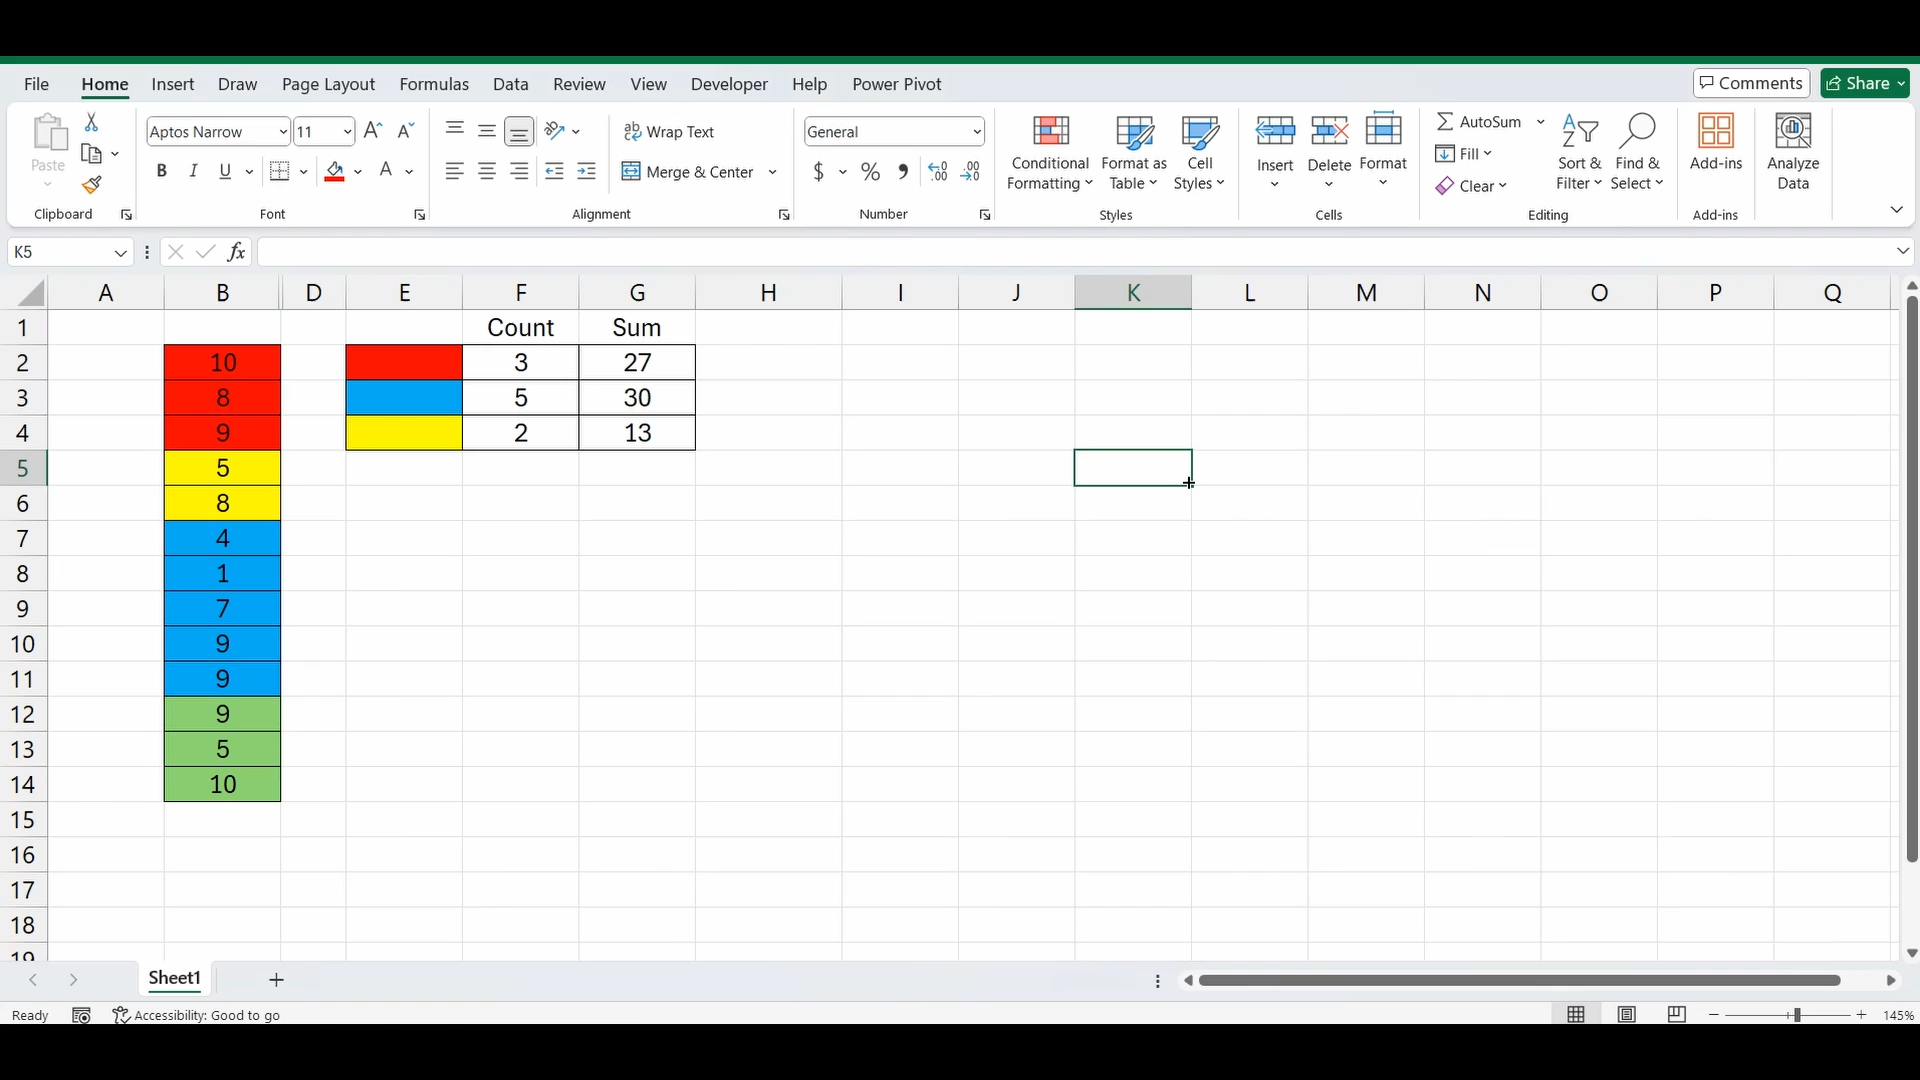 File Home Insert Draw Page Layout Formulas Data Review View Developer Help Power Pivot Comments Share
Paste
Clipboard
Aptos Narrow 11
B I U A
Font
ab Wrap Text
Merge & Center
Alignment
General
$ % 9
Number
Conditional Formatting
Format as Table
Cell Styles
Styles
Insert
Delete
Format
Cells
AutoSum
Fill
Clear
Sort & Filter
Find & Select
Editing
Add-ins
Add-ins
Analyze Data
K5 fx
A B D E F G H I J K L M N O P Q
1 Count Sum
2 10 3 27
3 8 5 30
4 9 2 13
5 5
6 8
7 4
8 1
9 7
10 9
11 9
12 9
13 5
14 10
15
16
17
18
19
Sheet1
Ready Accessibility: Good to go 145%